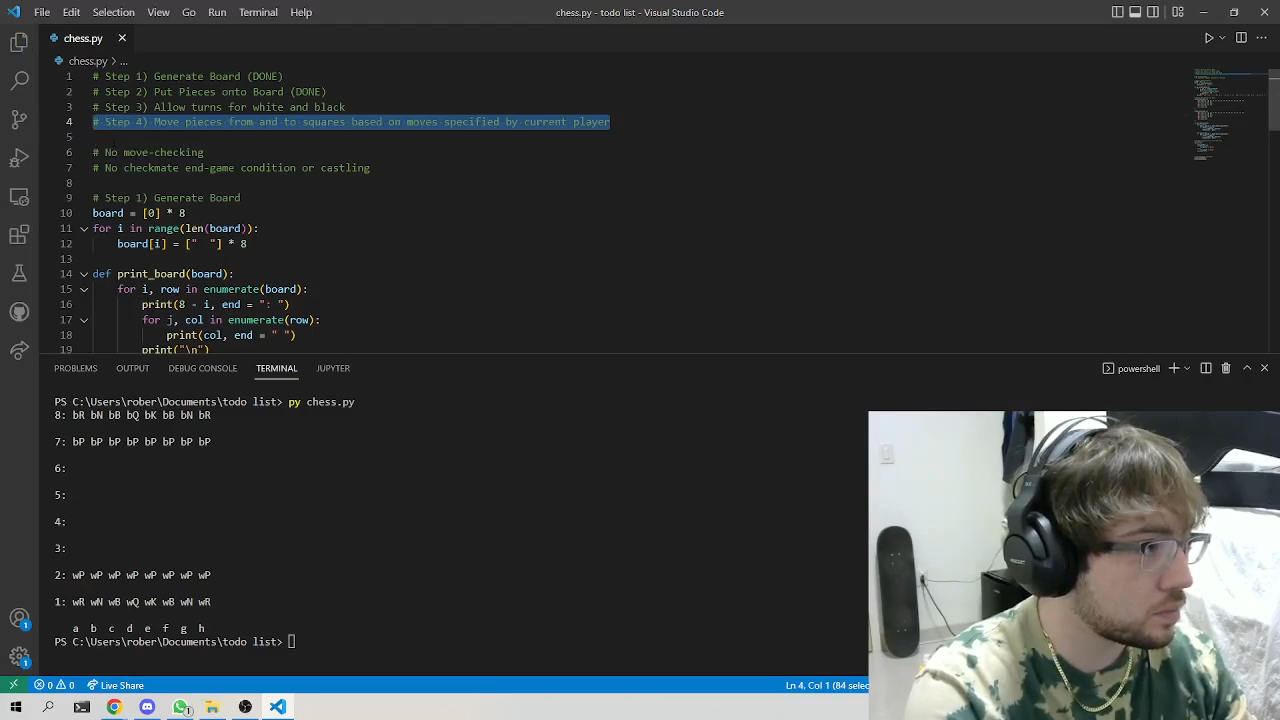 File Edit Selection View Go Run Terminal Help
chess.py - todo list - Visual Studio Code
chess.py
chess.py > ...
1 # Step 1) Generate Board (DONE)
2 # Step 2) Put Pieces onto Board (DONE)
3 # Step 3) Allow turns for white and black
4 # Step 4) Move pieces from and to squares based on moves specified by current player
5
6 # No move-checking
7 # No checkmate end-game condition or castling
8
9 # Step 1) Generate Board
10 board = [0] * 8
11 for i in range(len(board)):
12 board[i] = ["  "] * 8
13
14 def print_board(board):
15 for i, row in enumerate(board):
16 print(8 - i, end = ": ")
17 for j, col in enumerate(row):
18 print(col, end = " ")
19 print("\n")
PROBLEMS OUTPUT DEBUG CONSOLE TERMINAL JUPYTER
powershell
PS C:\Users\rober\Documents\todo list> py chess.py
8: bR bN bB bQ bK bB bN bR
7: bP bP bP bP bP bP bP bP
6:
5:
4:
3:
2: wP wP wP wP wP wP wP wP
1: wR wN wB wQ wK wB wN wR
a b c d e f g h
PS C:\Users\rober\Documents\todo list>
0 0 Live Share
Ln 4, Col 1 (84 selec